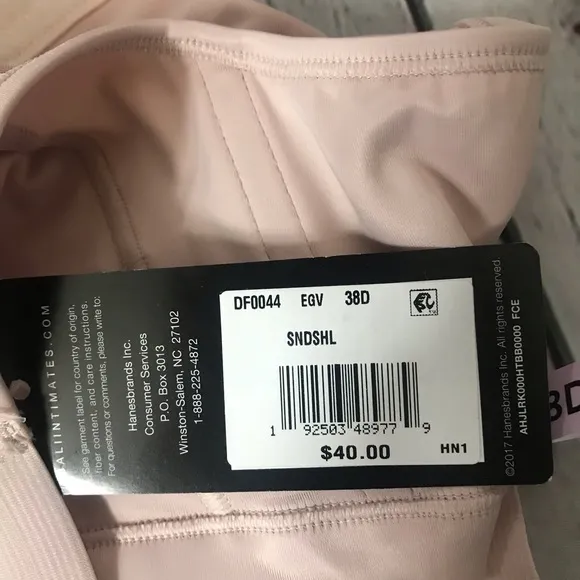 DF0044 EGV 38D
SNDSHL
1 92503 48977 9
$40.00 HN1
Hanesbrands Inc.
Consumer Services
P.O. Box 3013
Winston-Salem, NC 27102
1-888-225-4872
See garment label for country of origin,
fiber content, and care instructions.
For questions or comments, please write to:
ALIINTIMATES.COM
©2017 Hanesbrands Inc. All rights reserved.
AHJLRK000HTBB0000 FCE